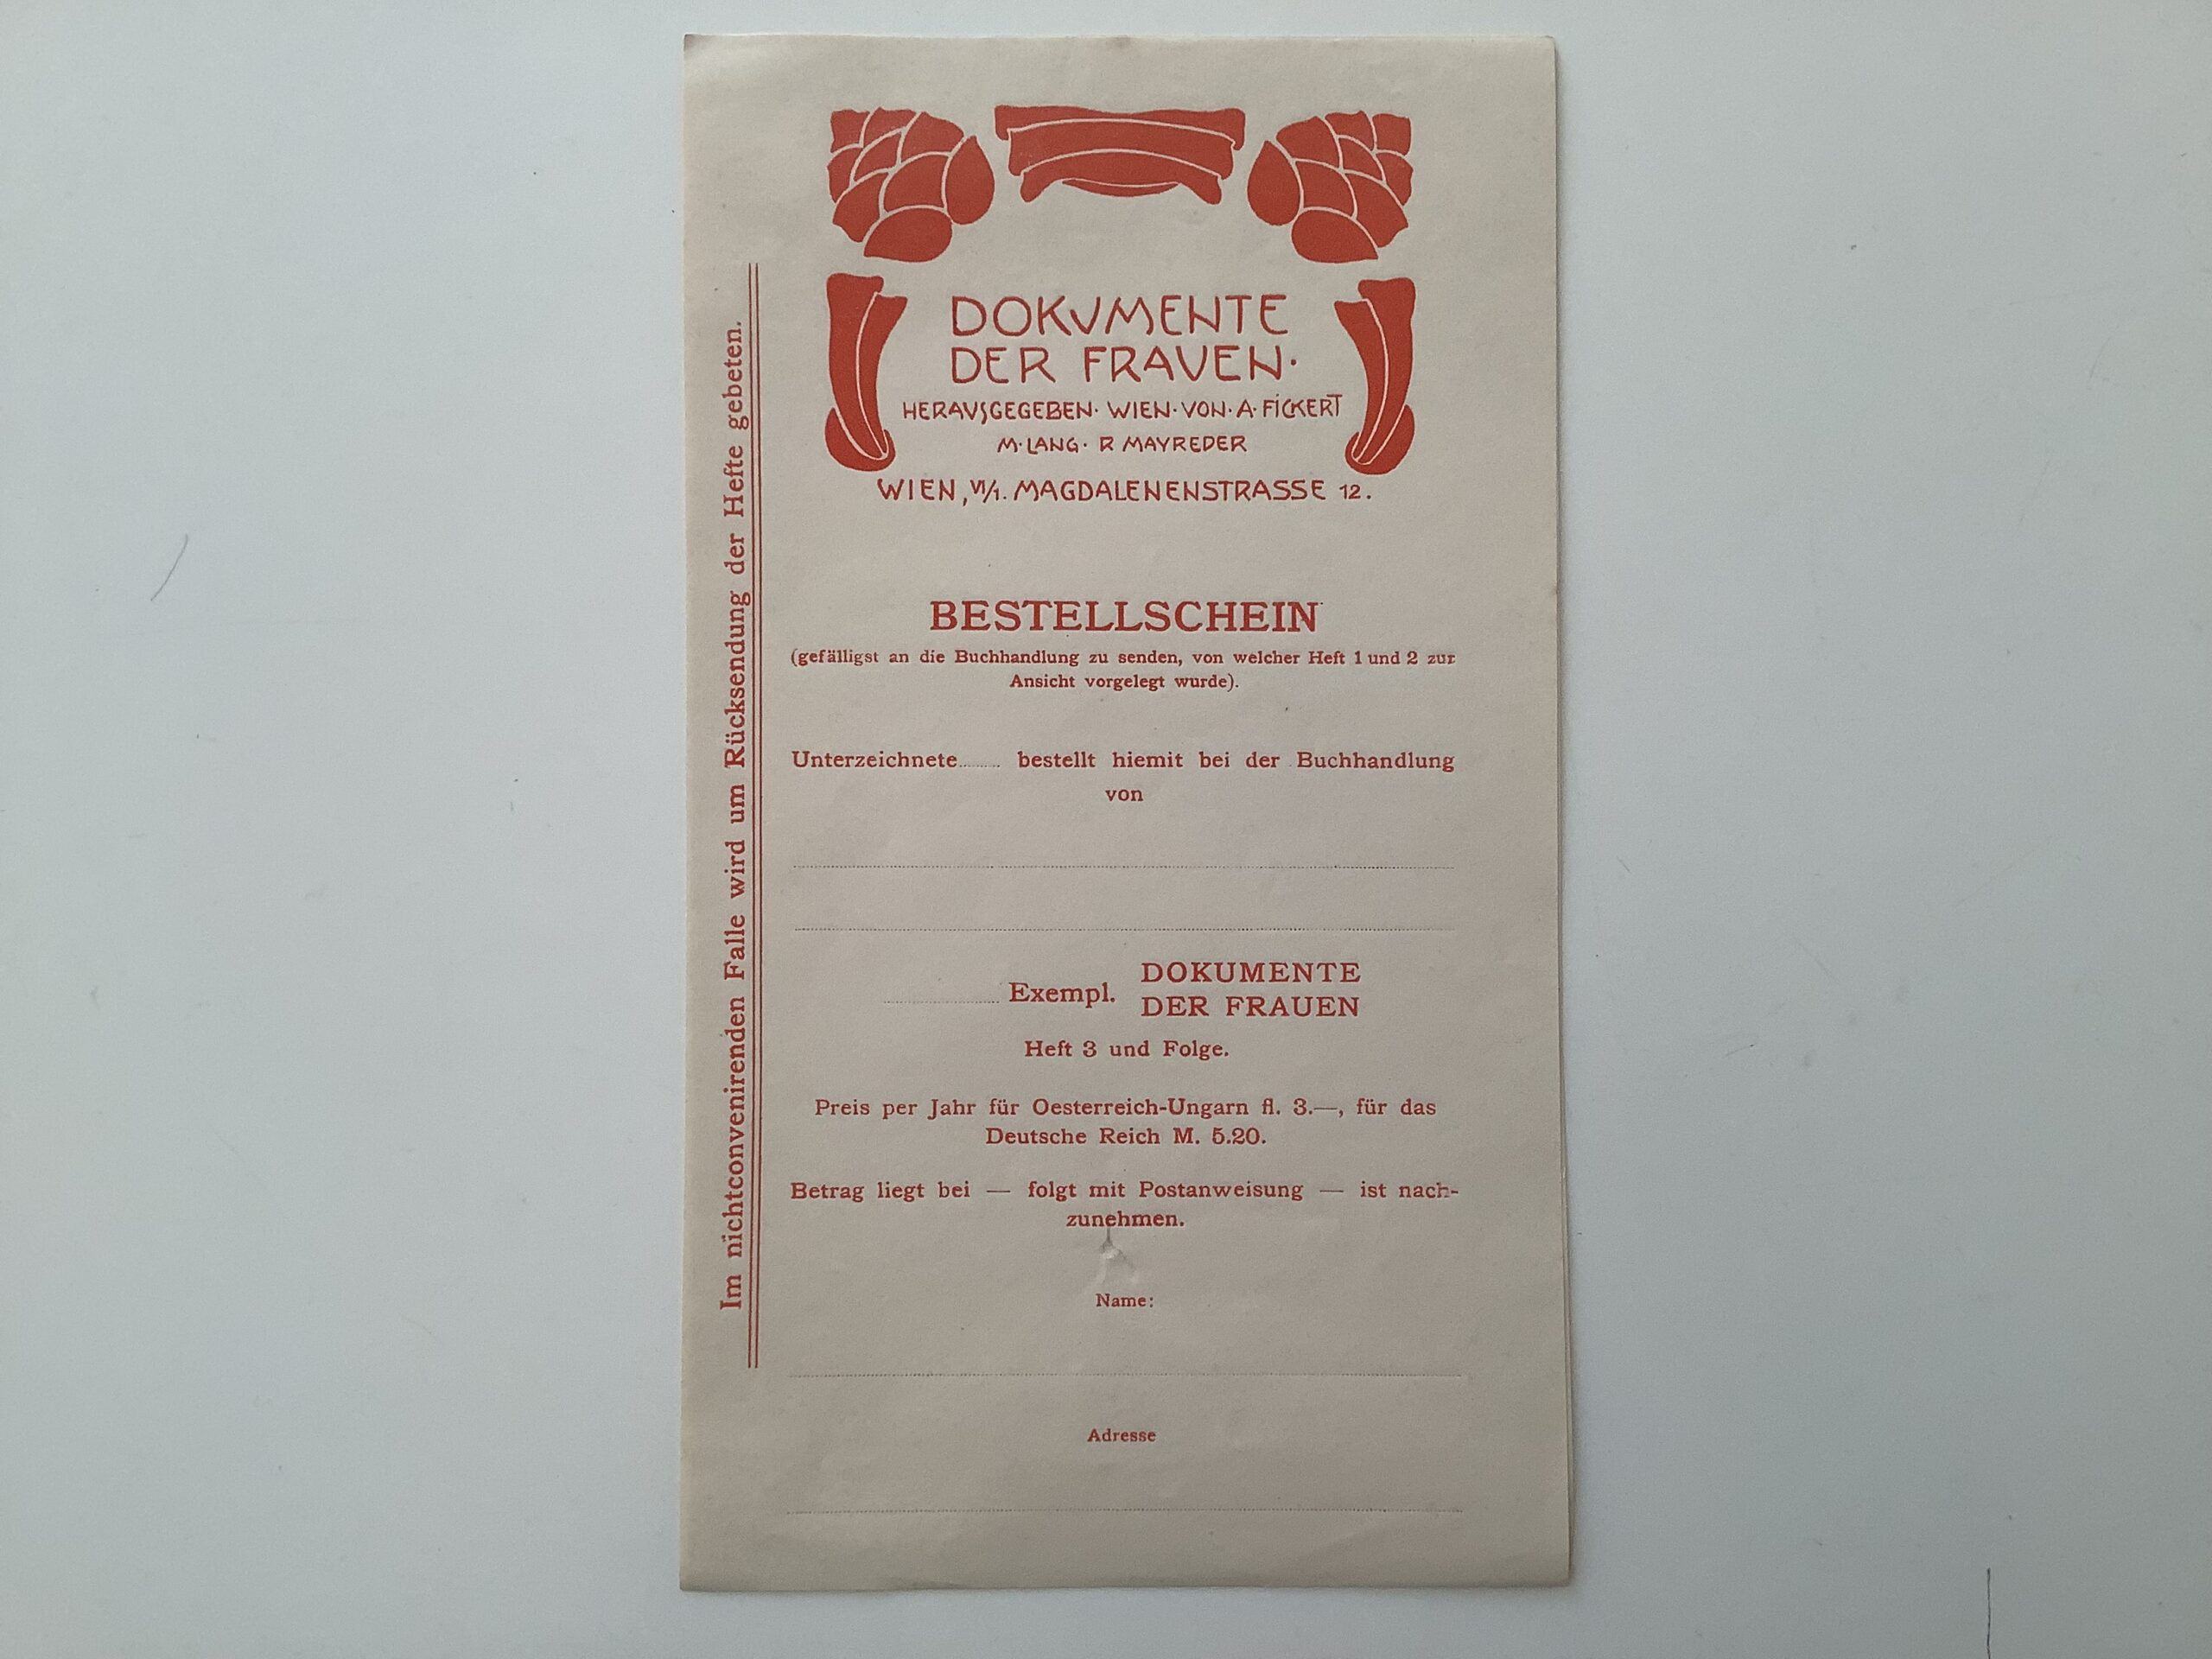 DOKVMENTE
DER FRAVEN·
HERAVSGEGEBEN· WIEN· VON· A· FICKERT
M· LANG· R MAYREDER
WIEN, VI/1. MAGDALENENSTRASSE 12.
BESTELLSCHEIN
(gefälligst an die Buchhandlung zu senden, von welcher Heft 1 und 2 zur
Ansicht vorgelegt wurde).
Unterzeichnete......... bestellt hiemit bei der Buchhandlung
von
Exempl. DOKUMENTE
DER FRAUEN
Heft 3 und Folge.
Preis per Jahr für Oesterreich-Ungarn fl. 3.—, für das
Deutsche Reich M. 5.20.
Betrag liegt bei — folgt mit Postanweisung — ist nach-
zunehmen.
Name:
Adresse
Im nichtconvenirenden Falle wird um Rücksendung der Hefte gebeten.